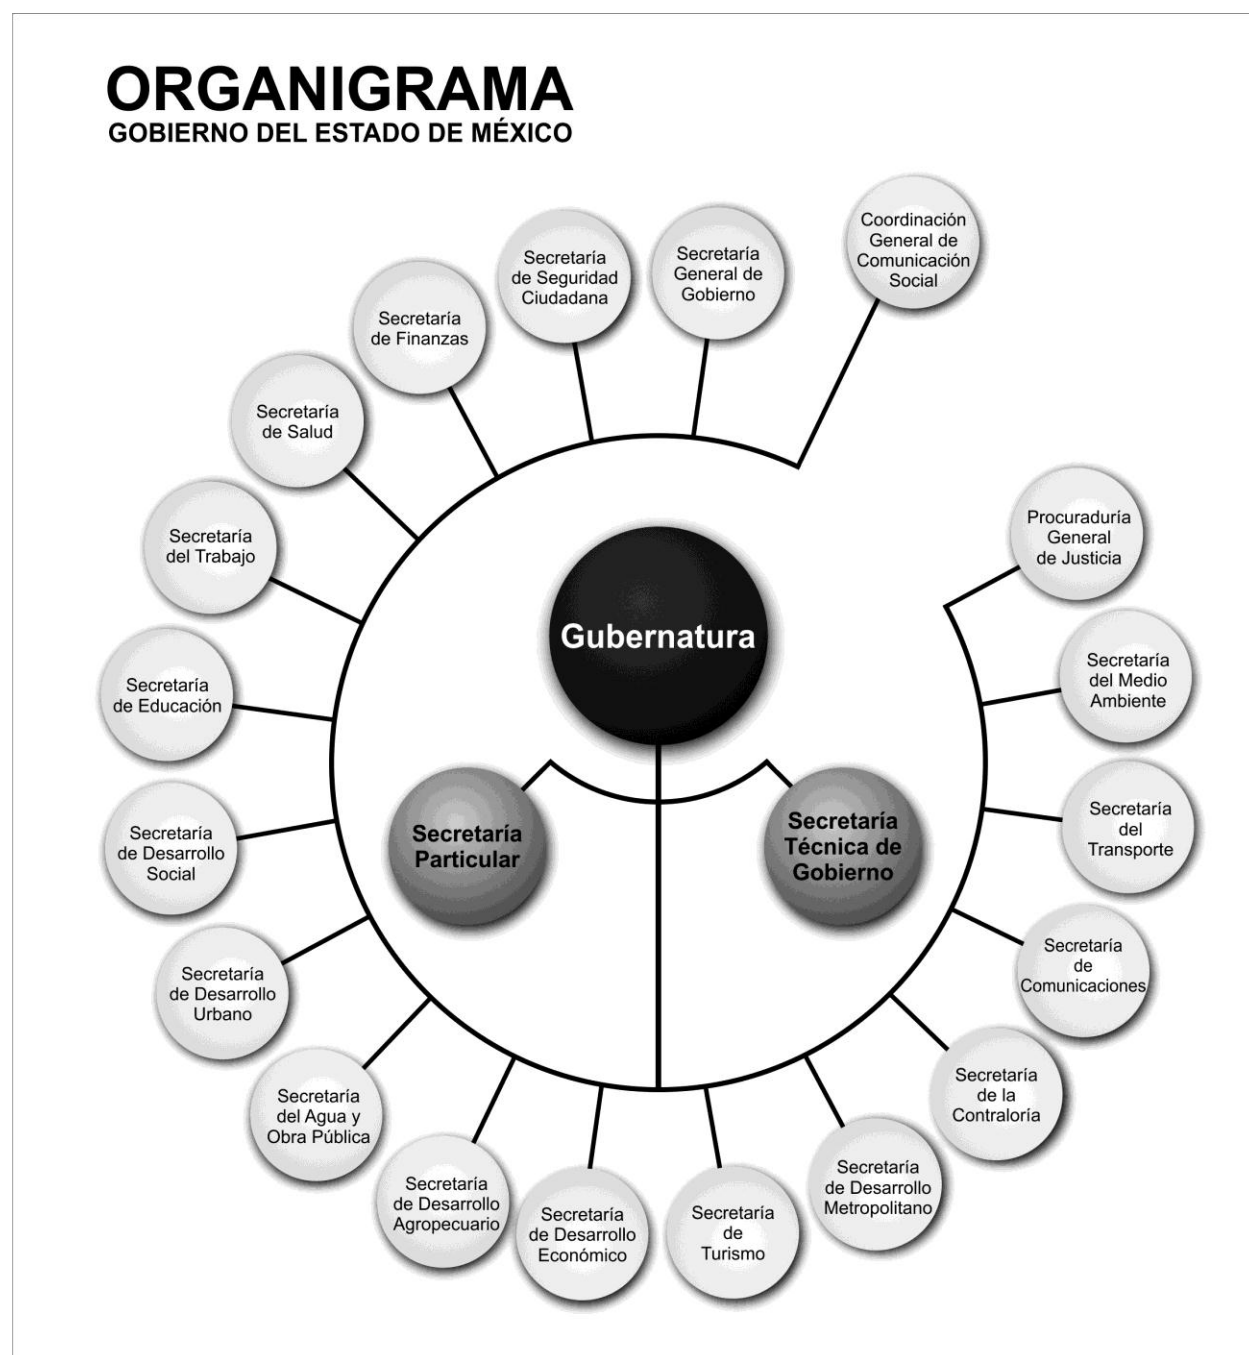 ORGANIGRAMA
GOBIERNO DEL ESTADO DE MÉXICO
Coordinación
General de
Comunicación
Social
Secretaría
General de
Gobierno
Secretaría
de Seguridad
Ciudadana
Secretaría
de Finanzas
Secretaría
de Salud
Secretaría
del Trabajo
Secretaría
de Educación
Secretaría
de Desarrollo
Social
Secretaría
de Desarrollo
Urbano
Secretaría
del Agua y
Obra Pública
Secretaría
de Desarrollo
Agropecuario
Secretaría
de Desarrollo
Económico
Secretaría
de
Turismo
Secretaría
de Desarrollo
Metropolitano
Secretaría
de la
Contraloría
Secretaría
de
Comunicaciones
Secretaría
del
Transporte
Secretaría
del Medio
Ambiente
Procuraduría
General
de Justicia
Gubernatura
Secretaría
Particular
Secretaría
Técnica de
Gobierno